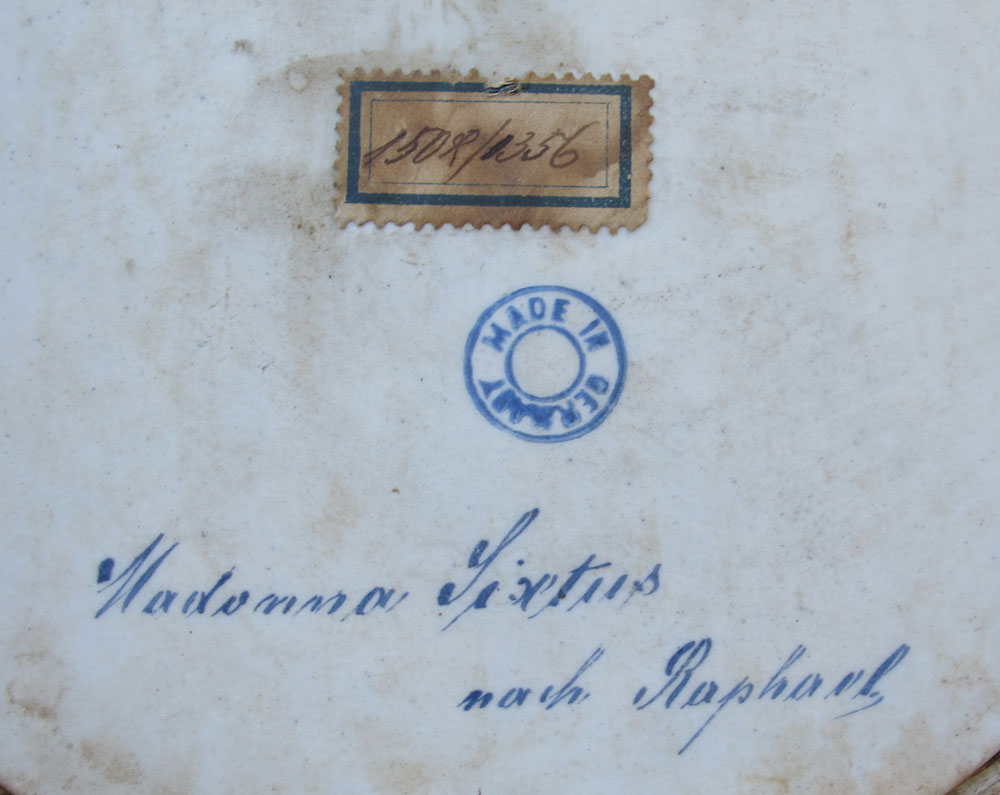 1508/1356
MADE IN GERMANY
Madonna Sixtus
nach Raphael